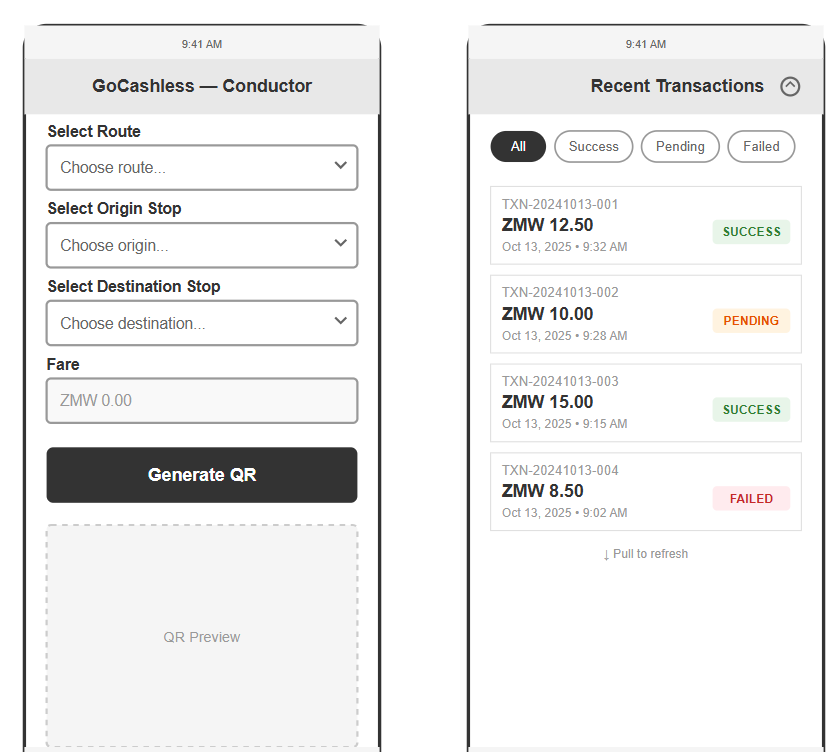 9:41 AM
GoCashless — Conductor
Select Route
Choose route...
Select Origin Stop
Choose origin...
Select Destination Stop
Choose destination...
Fare
ZMW 0.00
Generate QR
QR Preview
9:41 AM
Recent Transactions
All Success Pending Failed
TXN-20241013-001
ZMW 12.50
SUCCESS
Oct 13, 2025 • 9:32 AM
TXN-20241013-002
ZMW 10.00
PENDING
Oct 13, 2025 • 9:28 AM
TXN-20241013-003
ZMW 15.00
SUCCESS
Oct 13, 2025 • 9:15 AM
TXN-20241013-004
ZMW 8.50
FAILED
Oct 13, 2025 • 9:02 AM
↓ Pull to refresh